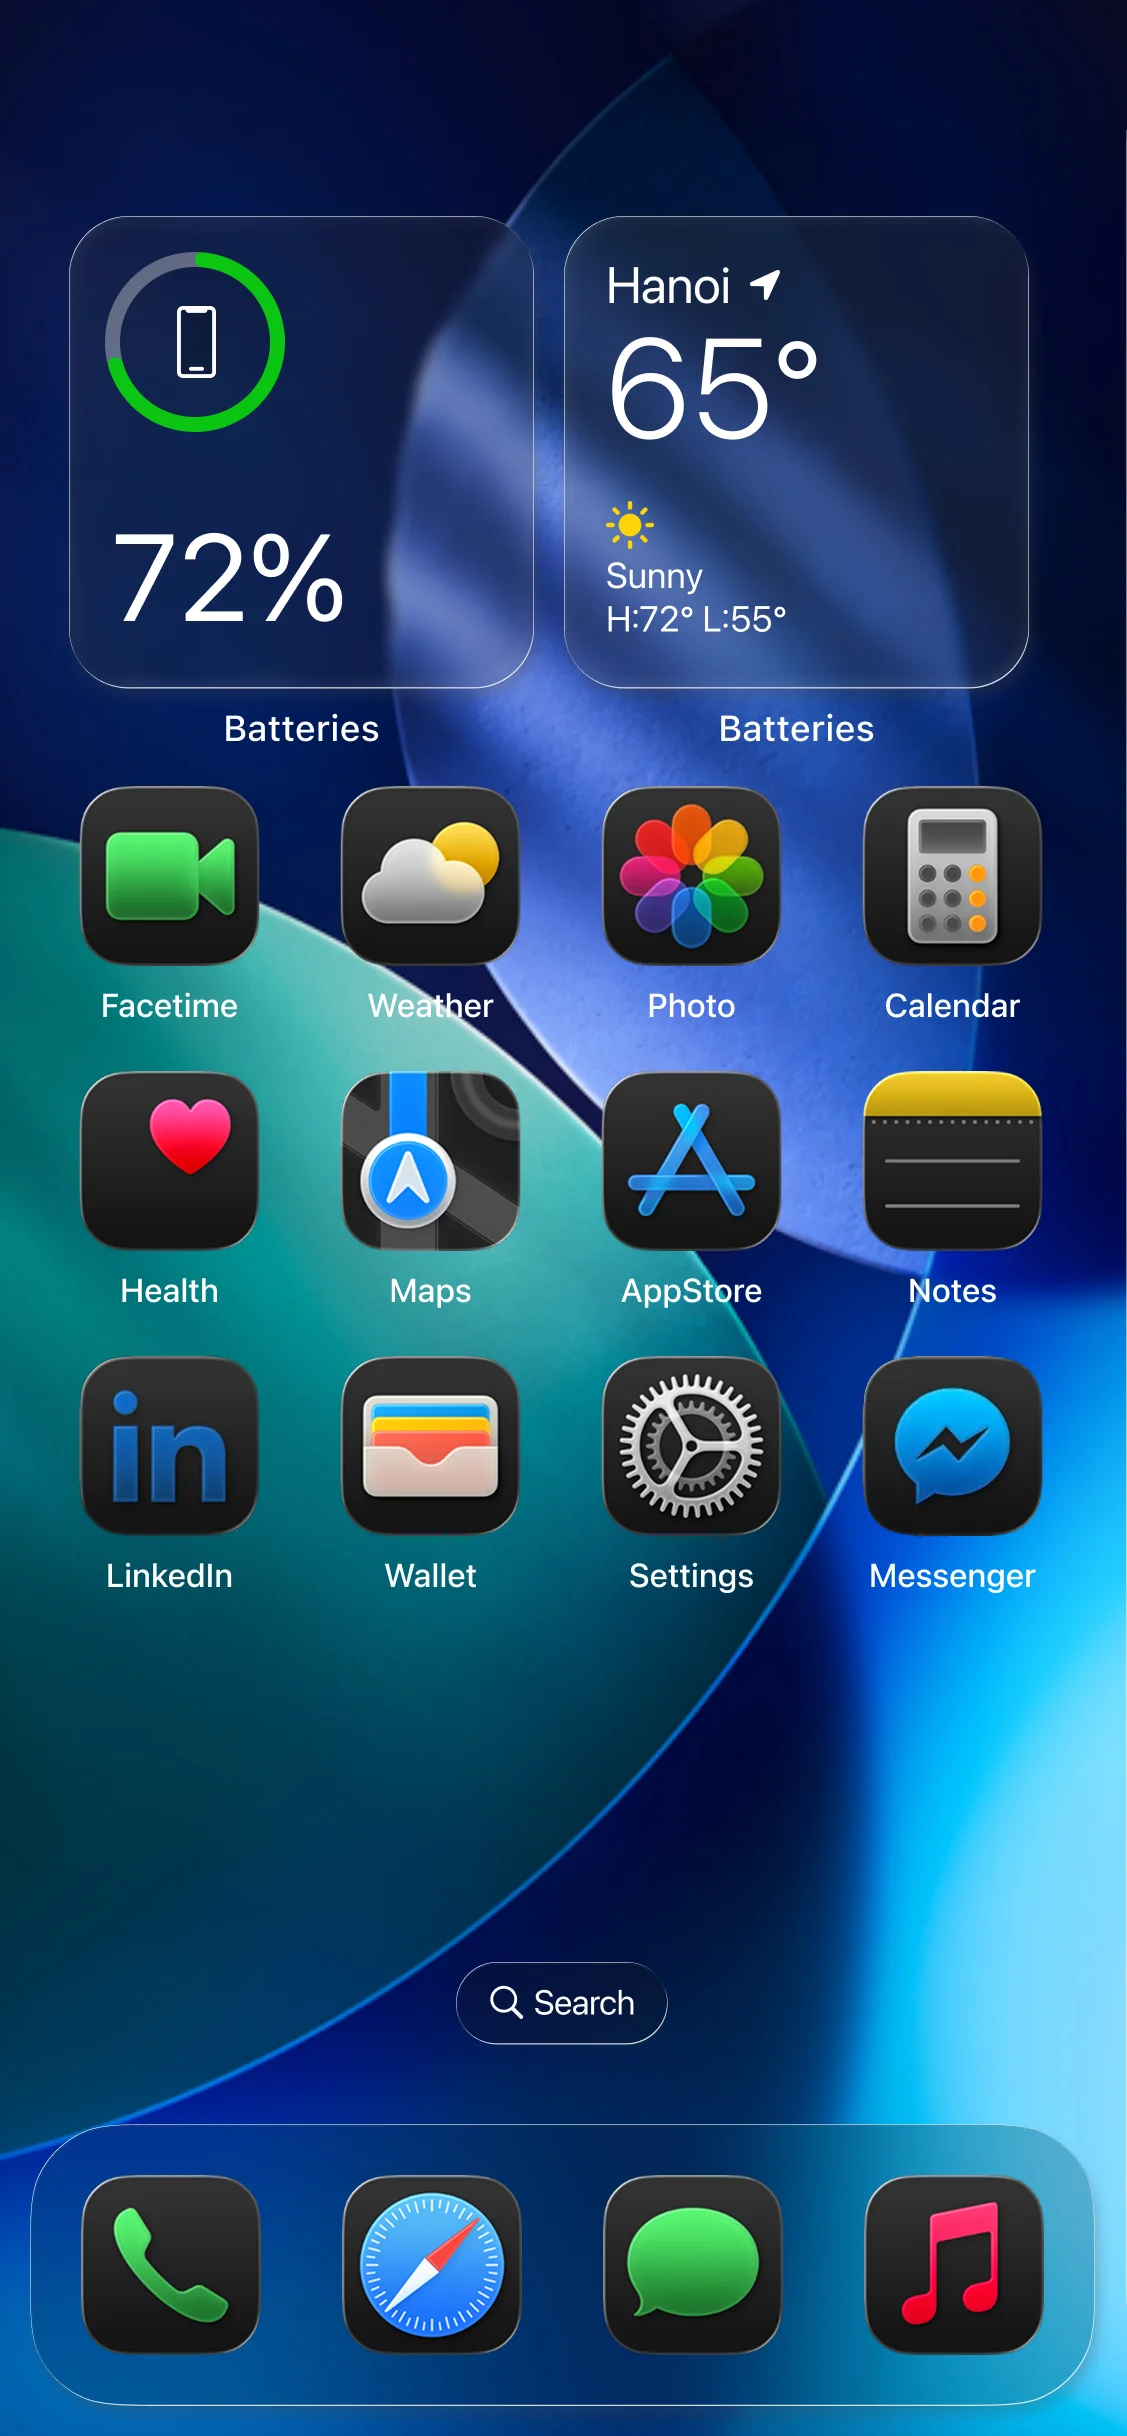 72%
Batteries
Hanoi
65°
Sunny
H:72° L:55°
Batteries
Facetime
Weather
Photo
Calendar
Health
Maps
AppStore
Notes
in
LinkedIn
Wallet
Settings
Messenger
Search